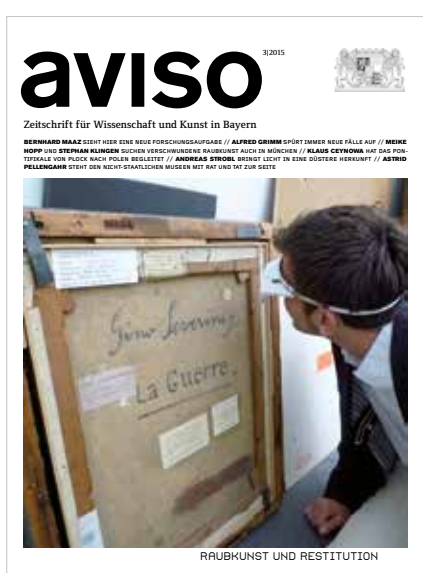 aviso
3|2015
Zeitschrift für Wissenschaft und Kunst in Bayern
BERNHARD MAAZ SIEHT HIER EINE NEUE FORSCHUNGSAUFGABE // ALFRED GRIMM SPÜRT IMMER NEUE FÄLLE AUF // MEIKE
HOPP UND STEPHAN KLINGEN SUCHEN VERSCHWUNDENE RAUBKUNST AUCH IN MÜNCHEN // KLAUS CEYNOWA HAT DAS PON-
TIFIKALE VON PLOCK NACH POLEN BEGLEITET // ANDREAS STROBL BRINGT LICHT IN EINE DÜSTERE HERKUNFT // ASTRID
PELLENGAHR STEHT DEN NICHT-STAATLICHEN MUSEEN MIT RAT UND TAT ZUR SEITE
Gino Severini
La Guerre.
RAUBKUNST UND RESTITUTION